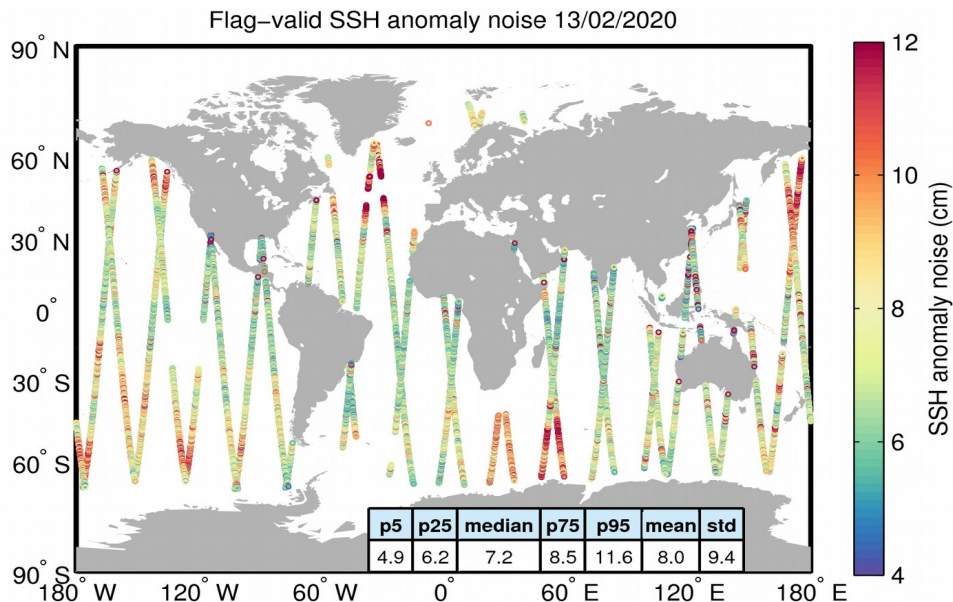 Flag−valid SSH anomaly noise 13/02/2020
90° N
60° N
30° N
0°
30° S
60° S
90° S
180° W
120° W
60° W
0°
60° E
120° E
180° E
p5 p25 median p75 p95 mean std
4.9 6.2 7.2 8.5 11.6 8.0 9.4
12
10
8
6
4
SSH anomaly noise (cm)